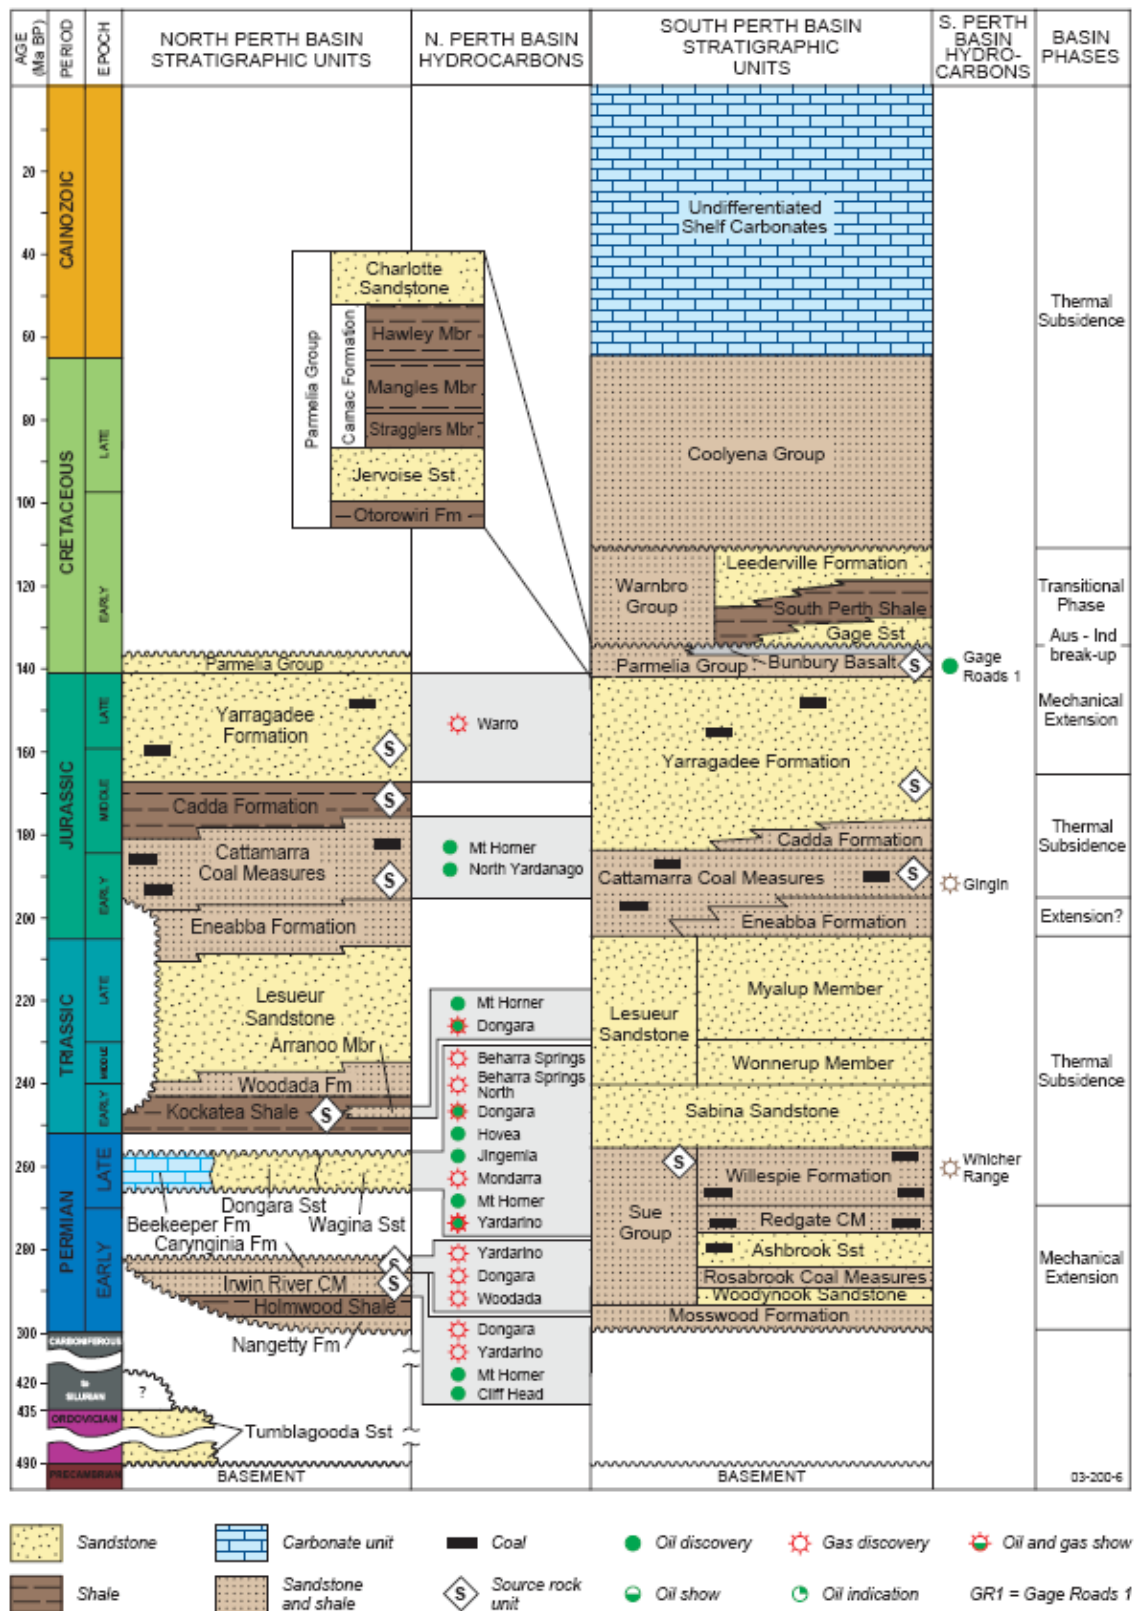 AGE
(Ma BP)
PERIOD
EPOCH
NORTH PERTH BASIN
STRATIGRAPHIC UNITS
N. PERTH BASIN
HYDROCARBONS
SOUTH PERTH BASIN
STRATIGRAPHIC
UNITS
S. PERTH
BASIN
HYDRO-
CARBONS
BASIN
PHASES
20
40
60
80
100
120
140
160
180
200
220
240
260
280
300
420
435
490
CAINOZOIC
CRETACEOUS
LATE
EARLY
JURASSIC
LATE
MIDDLE
EARLY
TRIASSIC
LATE
MIDDLE
EARLY
PERMIAN
LATE
EARLY
CARBONIFEROUS
to
SILURIAN
ORDOVICIAN
PRECAMBRIAN
Parmelia Group
Carnac Formation
Charlotte
Sandstone
Hawley Mbr
Mangles Mbr
Stragglers Mbr
Jervoise Sst
Otorowiri Fm
Parmelia Group
Yarragadee
Formation
S
Cadda Formation
S
Cattamarra
Coal Measures
S
Eneabba Formation
Lesueur
Sandstone
Arranoo Mbr
Woodada Fm
Kockatea Shale
S
Dongara Sst
Beekeeper Fm
Wagina Sst
Carynginia Fm
S
Irwin River CM
S
Holmwood Shale
Nangetty Fm
?
Tumblagooda Sst
BASEMENT
Warro
Mt Horner
North Yardanago
Mt Horner
Dongara
Beharra Springs
Beharra Springs
North
Dongara
Hovea
Jingemia
Mondarra
Mt Horner
Yardarino
Yardarino
Dongara
Woodada
Dongara
Yardarino
Mt Horner
Cliff Head
Undifferentiated
Shelf Carbonates
Coolyena Group
Warnbro
Group
Leederville Formation
South Perth Shale
Gage Sst
Parmelia Group
Bunbury Basalt
S
Yarragadee Formation
S
Cadda Formation
Cattamarra Coal Measures
S
Eneabba Formation
Lesueur
Sandstone
Myalup Member
Wonnerup Member
Sabina Sandstone
S
Sue
Group
Willespie Formation
Redgate CM
Ashbrook Sst
Rosabrook Coal Measures
Woodynook Sandstone
Mosswood Formation
BASEMENT
Gage
Roads 1
Gingin
Whicher
Range
Thermal
Subsidence
Transitional
Phase
Aus - Ind
break-up
Mechanical
Extension
Thermal
Subsidence
Extension?
Thermal
Subsidence
Mechanical
Extension
03-200-6
Sandstone
Carbonate unit
Coal
Oil discovery
Gas discovery
Oil and gas show
Shale
Sandstone
and shale
S
Source rock
unit
Oil show
Oil indication
GR1 = Gage Roads 1